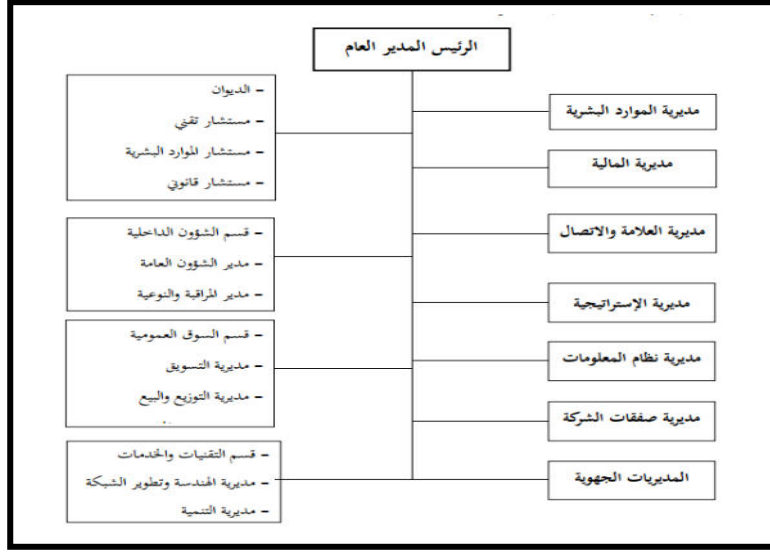 الرئيس المدير العام
مديرية الموارد البشرية
مديرية المالية
مديرية العلامة والاتصال
مديرية الإستراتيجية
مديرية نظام المعلومات
مديرية صفقات الشركة
المديريات الجهوية
– الديوان
– مستشار تقني
– مستشار الموارد البشرية
– مستشار قانوني
– قسم الشؤون الداخلية
– مدير الشؤون العامة
– مدير المراقبة والنوعية
– قسم السوق العمومية
– مديرية التسويق
– مديرية التوزيع والبيع
– قسم التقنيات والخدمات
– مديرية الهندسة وتطوير الشبكة
– مديرية التنمية